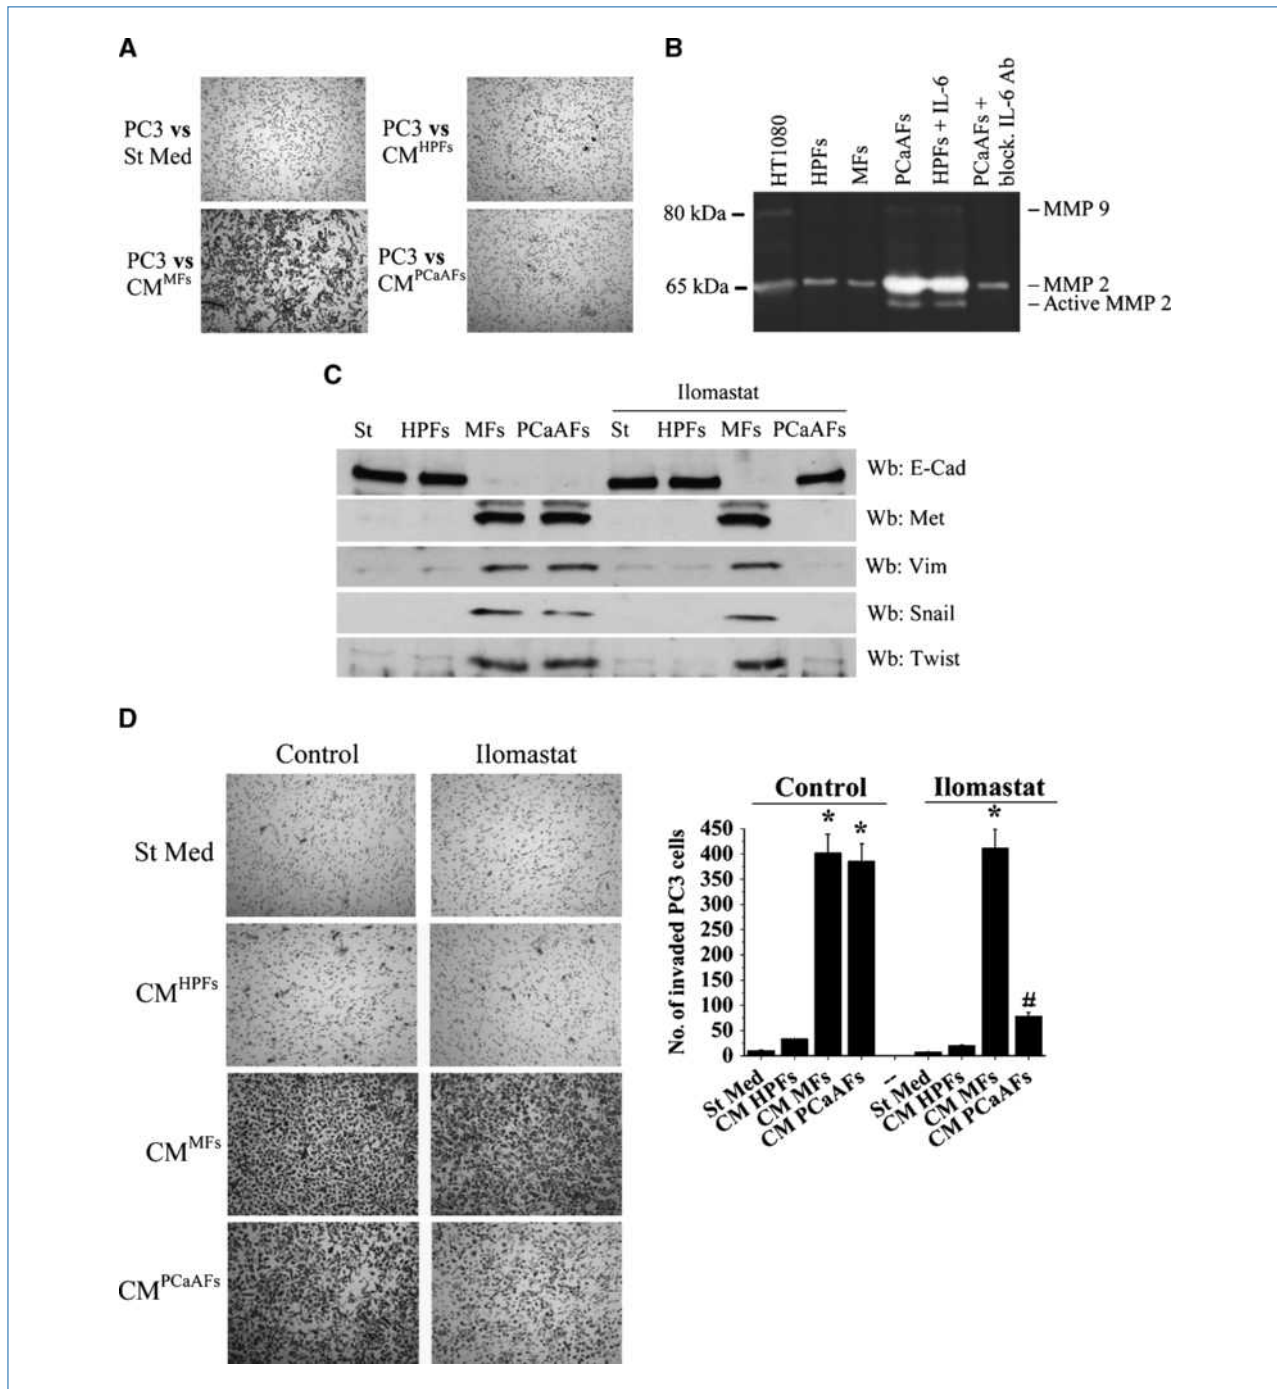 A
PC3 vs
St Med
PC3 vs
CM^HPFs
PC3 vs
CM^MFs
PC3 vs
CM^PCaAFs
B
HT1080
HPFs
MFs
PCaAFs
HPFs + IL-6
PCaAFs +
block. IL-6 Ab
80 kDa
65 kDa
MMP 9
MMP 2
Active MMP 2
C
Ilomastat
St HPFs MFs PCaAFs St HPFs MFs PCaAFs
Wb: E-Cad
Wb: Met
Wb: Vim
Wb: Snail
Wb: Twist
D
Control Ilomastat
St Med
CM^HPFs
CM^MFs
CM^PCaAFs
Control Ilomastat
* * * #
No. of invaded PC3 cells
450
400
350
300
250
200
150
100
50
0
St Med
CM HPFs
CM MFs
CM PCaAFs
--
St Med
CM HPFs
CM MFs
CM PCaAFs